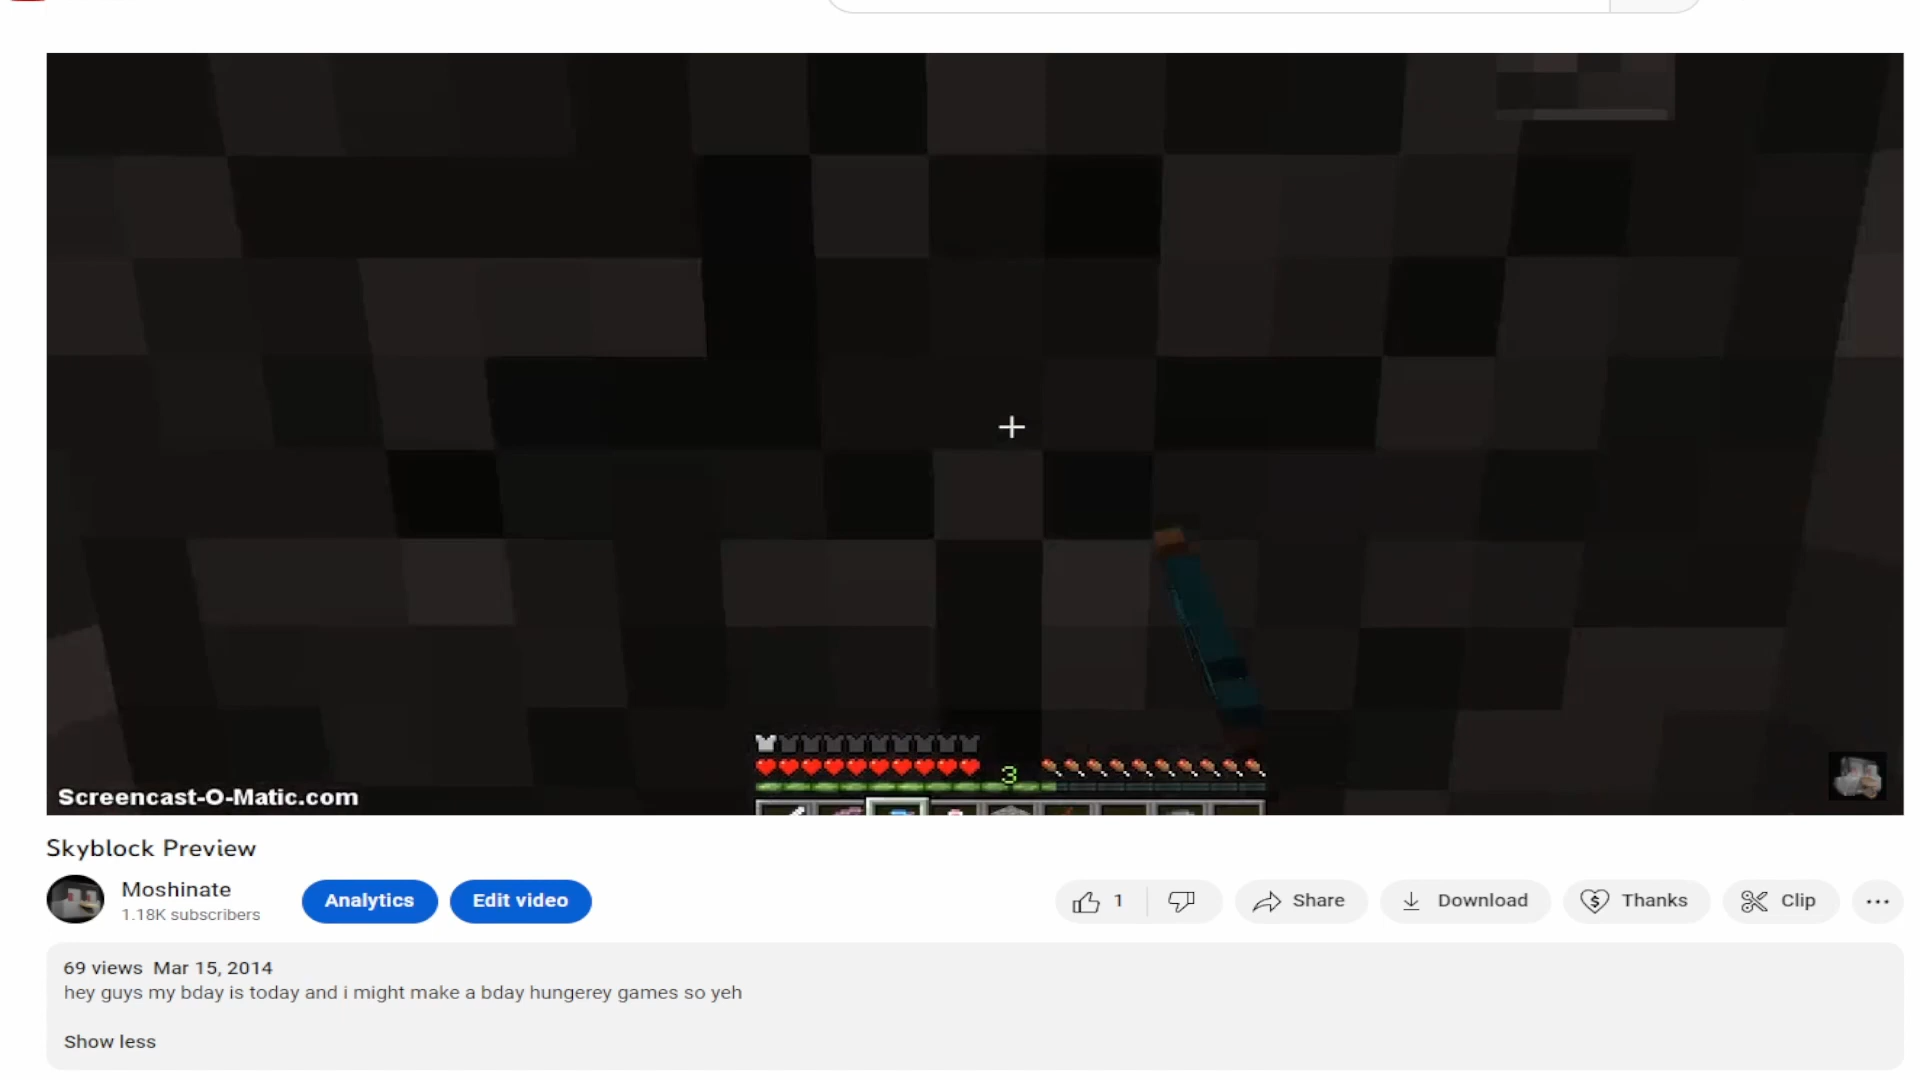 3
Screencast-O-Matic.com
Skyblock Preview
Moshinate
1.18K subscribers
Analytics
Edit video
1
Share
Download
Thanks
Clip
69 views Mar 15, 2014
hey guys my bday is today and i might make a bday hungerey games so yeh
Show less